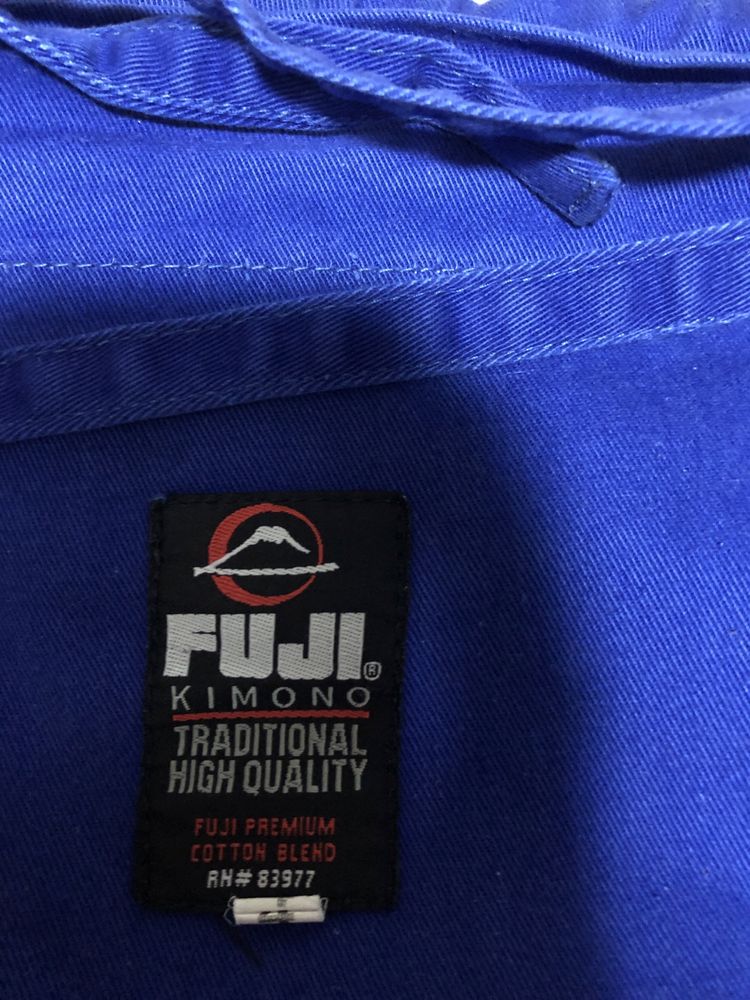 FUJI®
KIMONO
TRADITIONAL
HIGH QUALITY
FUJI PREMIUM
COTTON BLEND
RN# 83977